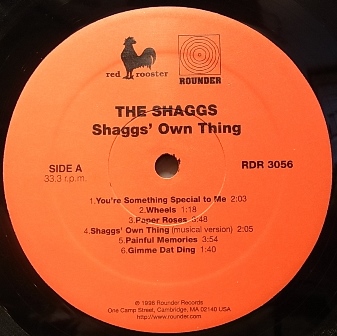 red rooster
ROUNDER
THE SHAGGS
Shaggs' Own Thing
SIDE A
33.3 r.p.m.
RDR 3056
1.You're Something Special to Me 2:03
2.Wheels 1:18
3.Paper Roses 3:48
4.Shaggs' Own Thing (musical version) 2:05
5.Painful Memories 3:54
6.Gimme Dat Ding 1:40
℗ 1998 Rounder Records
One Camp Street, Cambridge, MA 02140 USA
http://www.rounder.com